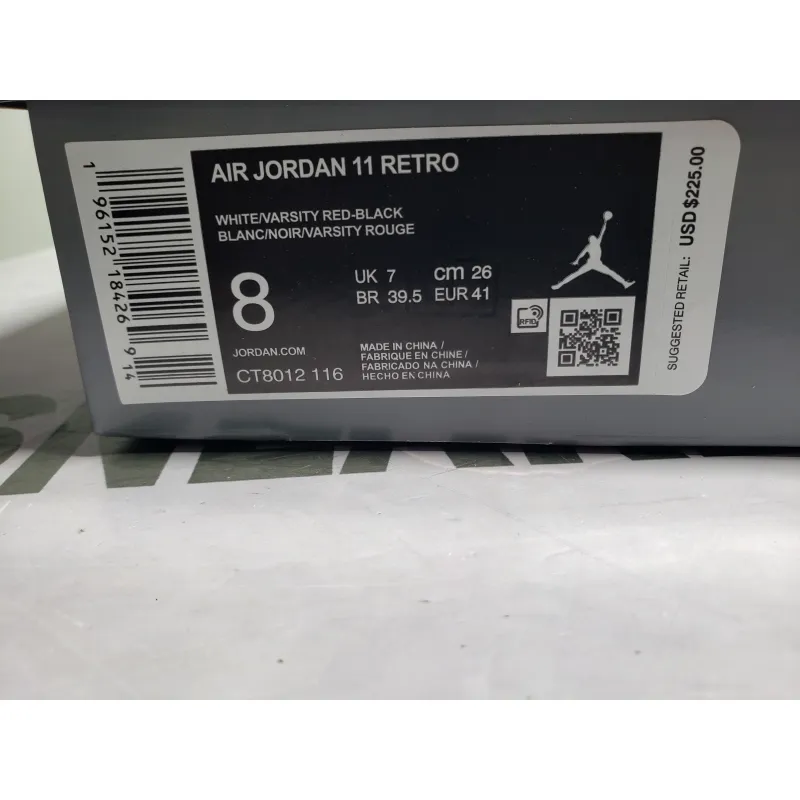 1 96152 18426 914
AIR JORDAN 11 RETRO
WHITE/VARSITY RED-BLACK
BLANC/NOIR/VARSITY ROUGE
8
UK 7 cm 26
BR 39.5 EUR 41
JORDAN.COM
CT8012 116
MADE IN CHINA /
FABRIQUE EN CHINE /
FABRICADO NA CHINA /
HECHO EN CHINA
RFID
SUGGESTED RETAIL: USD $225.00